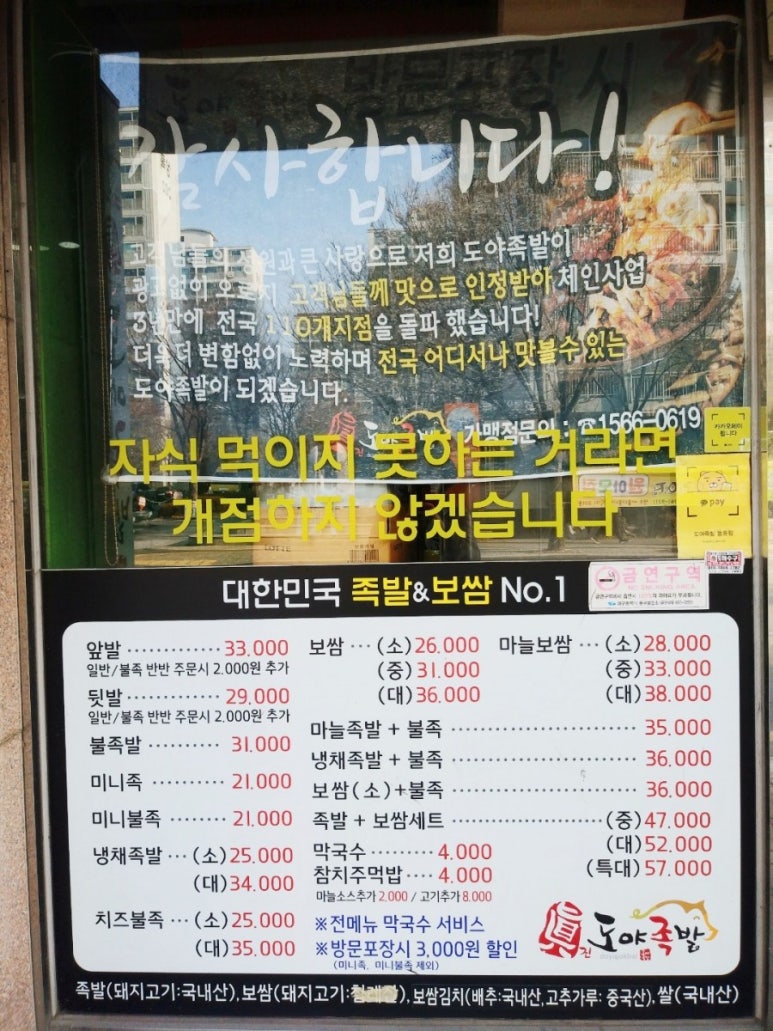 감사합니다!
고객님들의 성원과 큰 사랑으로 저희 도야족발이
광고없이 오로지 고객님들께 맛으로 인정받아 체인사업
3년만에 전국 110개지점을 돌파 했습니다!
더욱 더 변함없이 노력하며 전국 어디서나 맛볼수 있는
도야족발이 되겠습니다.
가맹점문의 : ☎1566-0619
카카오페이
됩니다
자식 먹이지 못하는 거라면
개점하지 않겠습니다
pay
대한민국 족발&보쌈 No.1
금연구역
NO SMOKING AREA
앞발 ············ 33.000
일반/불족 반반 주문시 2.000원 추가
뒷발 ············ 29.000
일반/불족 반반 주문시 2.000원 추가
불족발 ·········· 31.000
미니족 ········ 21.000
미니불족 ······· 21.000
냉채족발 ··· (소)25.000
(대)34.000
치즈불족 ··· (소)25.000
(대)35.000
보쌈 ··· (소)26.000
(중)31.000
(대)36.000
마늘보쌈 ··· (소)28.000
(중)33.000
(대)38.000
마늘족발 + 불족 ························ 35.000
냉채족발 + 불족 ························ 36.000
보쌈(소)+불족 ························ 36.000
족발 + 보쌈세트 ·················· (중)47.000
(대)52.000
(특대)57.000
막국수 ········ 4.000
참치주먹밥 ···· 4.000
마늘소스추가 2.000 / 고기추가 8.000
※전메뉴 막국수 서비스
※방문포장시 3,000원 할인
(미니족, 미니불족 제외)
眞
진 도야족발
족발(돼지고기:국내산),보쌈(돼지고기:칠레산),보쌈김치(배추:국내산,고추가루: 중국산),쌀(국내산)